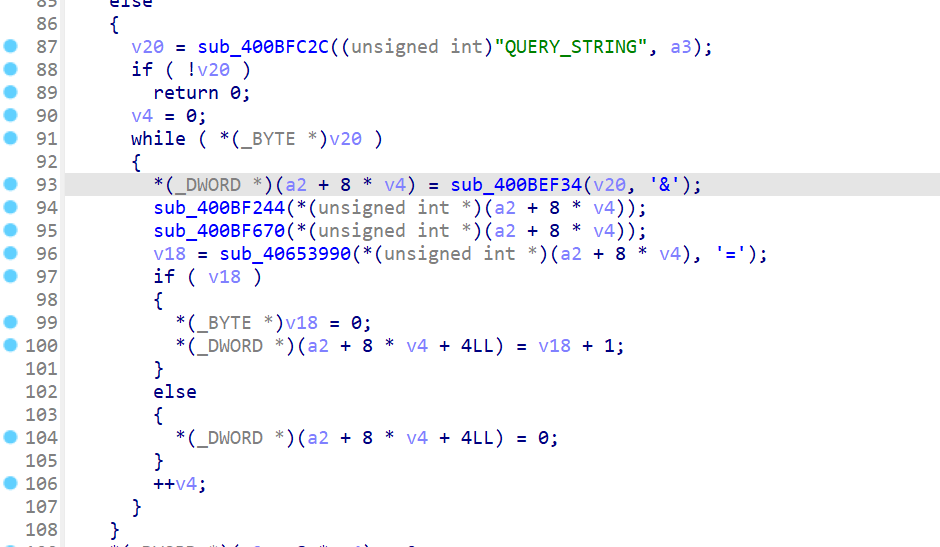 85 else
86 {
87 v20 = sub_400BFC2C((unsigned int)"QUERY_STRING", a3);
88 if ( !v20 )
89 return 0;
90 v4 = 0;
91 while ( *(_BYTE *)v20 )
92 {
93 *(_DWORD *)(a2 + 8 * v4) = sub_400BEF34(v20, '&');
94 sub_400BF244(*(unsigned int *)(a2 + 8 * v4));
95 sub_400BF670(*(unsigned int *)(a2 + 8 * v4));
96 v18 = sub_40653990(*(unsigned int *)(a2 + 8 * v4), '=');
97 if ( v18 )
98 {
99 *(_BYTE *)v18 = 0;
100 *(_DWORD *)(a2 + 8 * v4 + 4LL) = v18 + 1;
101 }
102 else
103 {
104 *(_DWORD *)(a2 + 8 * v4 + 4LL) = 0;
105 }
106 ++v4;
107 }
108 }